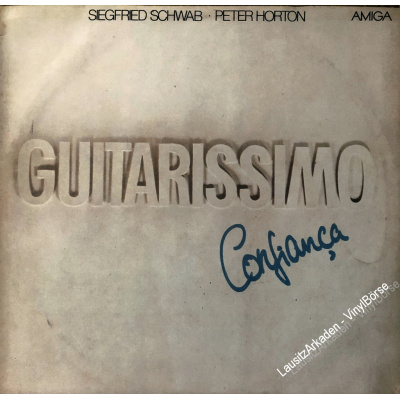 SIEGFRIED SCHWAB · PETER HORTON AMIGA
GUITARISSIMO
Confiança
LausitzArkaden - VinylBörse